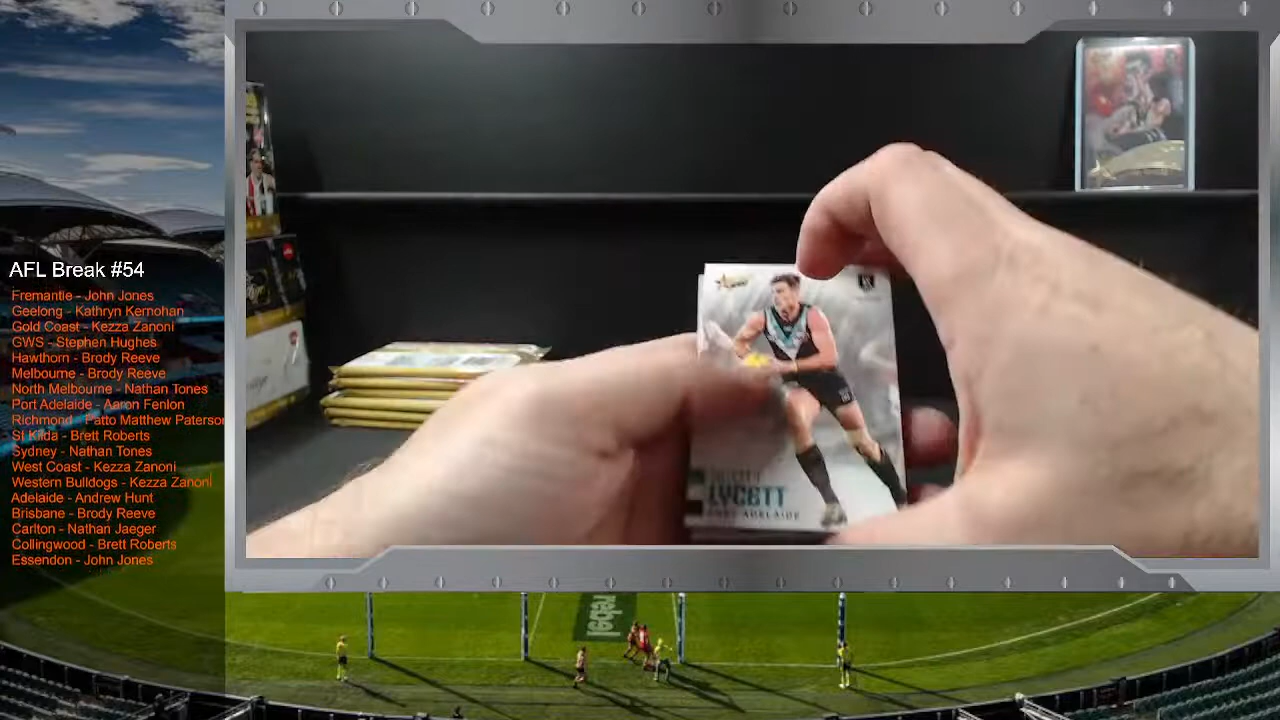 AFL Break #54
Fremantle - John Jones
Geelong - Kathryn Kernohan
Gold Coast - Kezza Zanoni
GWS - Stephen Hughes
Hawthorn - Brody Reeve
Melbourne - Brody Reeve
North Melbourne - Nathan Tones
Port Adelaide - Aaron Fenlon
Richmond - Patto Matthew Paterson
St Kilda - Brett Roberts
Sydney - Nathan Tones
West Coast - Kezza Zanoni
Western Bulldogs - Kezza Zanoni
Adelaide - Andrew Hunt
Brisbane - Brody Reeve
Carlton - Nathan Jaeger
Collingwood - Brett Roberts
Essendon - John Jones
LYCETT
PORT ADELAIDE
rebel